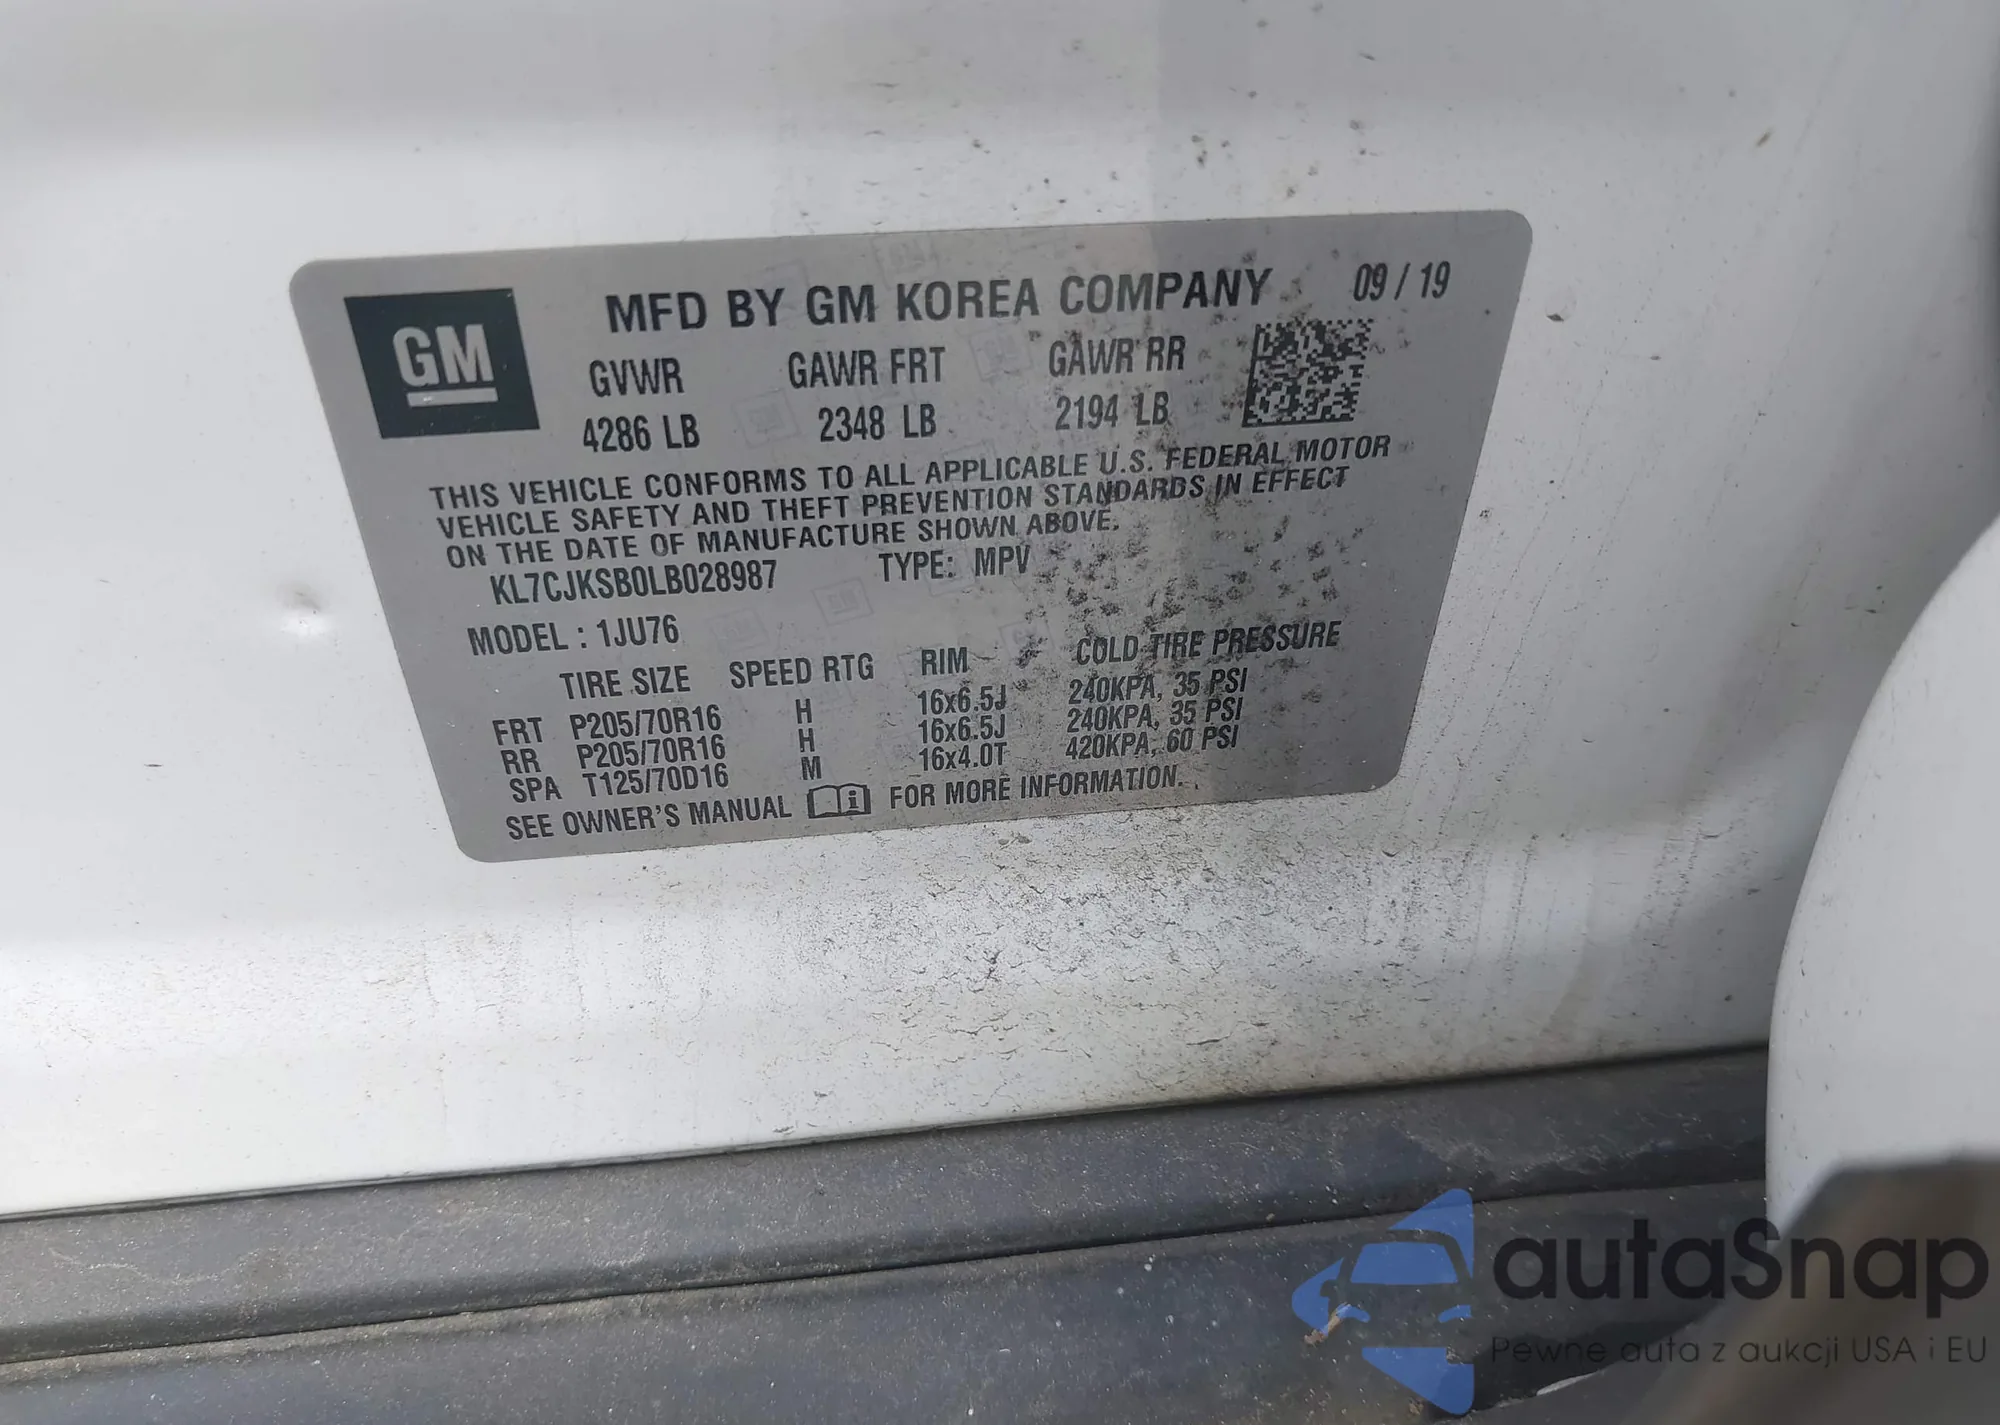 GM
MFD BY GM KOREA COMPANY 09 / 19
GVWR GAWR FRT GAWR RR
4286 LB 2348 LB 2194 LB
THIS VEHICLE CONFORMS TO ALL APPLICABLE U.S. FEDERAL MOTOR
VEHICLE SAFETY AND THEFT PREVENTION STANDARDS IN EFFECT
ON THE DATE OF MANUFACTURE SHOWN ABOVE.
KL7CJKSB0LB028987 TYPE: MPV
MODEL : 1JU76
TIRE SIZE SPEED RTG RIM COLD TIRE PRESSURE
FRT P205/70R16 H 16x6.5J 240KPA, 35 PSI
RR P205/70R16 H 16x6.5J 240KPA, 35 PSI
SPA T125/70D16 M 16x4.0T 420KPA, 60 PSI
SEE OWNER'S MANUAL i FOR MORE INFORMATION.
autaSnap
Pewne auta z aukcji USA i EU